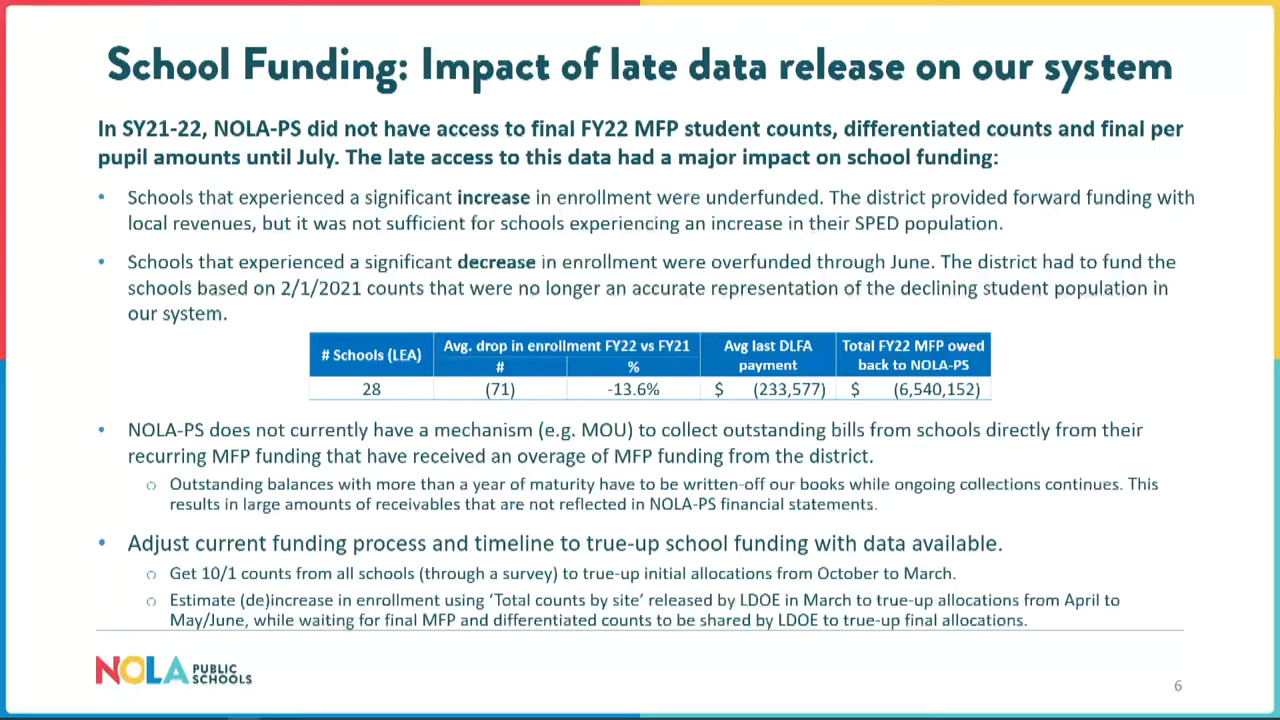 School Funding: Impact of late data release on our system
In SY21-22, NOLA-PS did not have access to final FY22 MFP student counts, differentiated counts and final per
pupil amounts until July. The late access to this data had a major impact on school funding:
• Schools that experienced a significant increase in enrollment were underfunded. The district provided forward funding with
local revenues, but it was not sufficient for schools experiencing an increase in their SPED population.
• Schools that experienced a significant decrease in enrollment were overfunded through June. The district had to fund the
schools based on 2/1/2021 counts that were no longer an accurate representation of the declining student population in
our system.
# Schools (LEA) Avg. drop in enrollment FY22 vs FY21 Avg last DLFA payment Total FY22 MFP owed back to NOLA-PS
# %
28 (71) -13.6% $ (233,577) $ (6,540,152)
• NOLA-PS does not currently have a mechanism (e.g. MOU) to collect outstanding bills from schools directly from their
recurring MFP funding that have received an overage of MFP funding from the district.
○ Outstanding balances with more than a year of maturity have to be written-off our books while ongoing collections continues. This
results in large amounts of receivables that are not reflected in NOLA-PS financial statements.
• Adjust current funding process and timeline to true-up school funding with data available.
○ Get 10/1 counts from all schools (through a survey) to true-up initial allocations from October to March.
○ Estimate (de)increase in enrollment using ‘Total counts by site’ released by LDOE in March to true-up allocations from April to
May/June, while waiting for final MFP and differentiated counts to be shared by LDOE to true-up final allocations.
NOLA PUBLIC
SCHOOLS
6